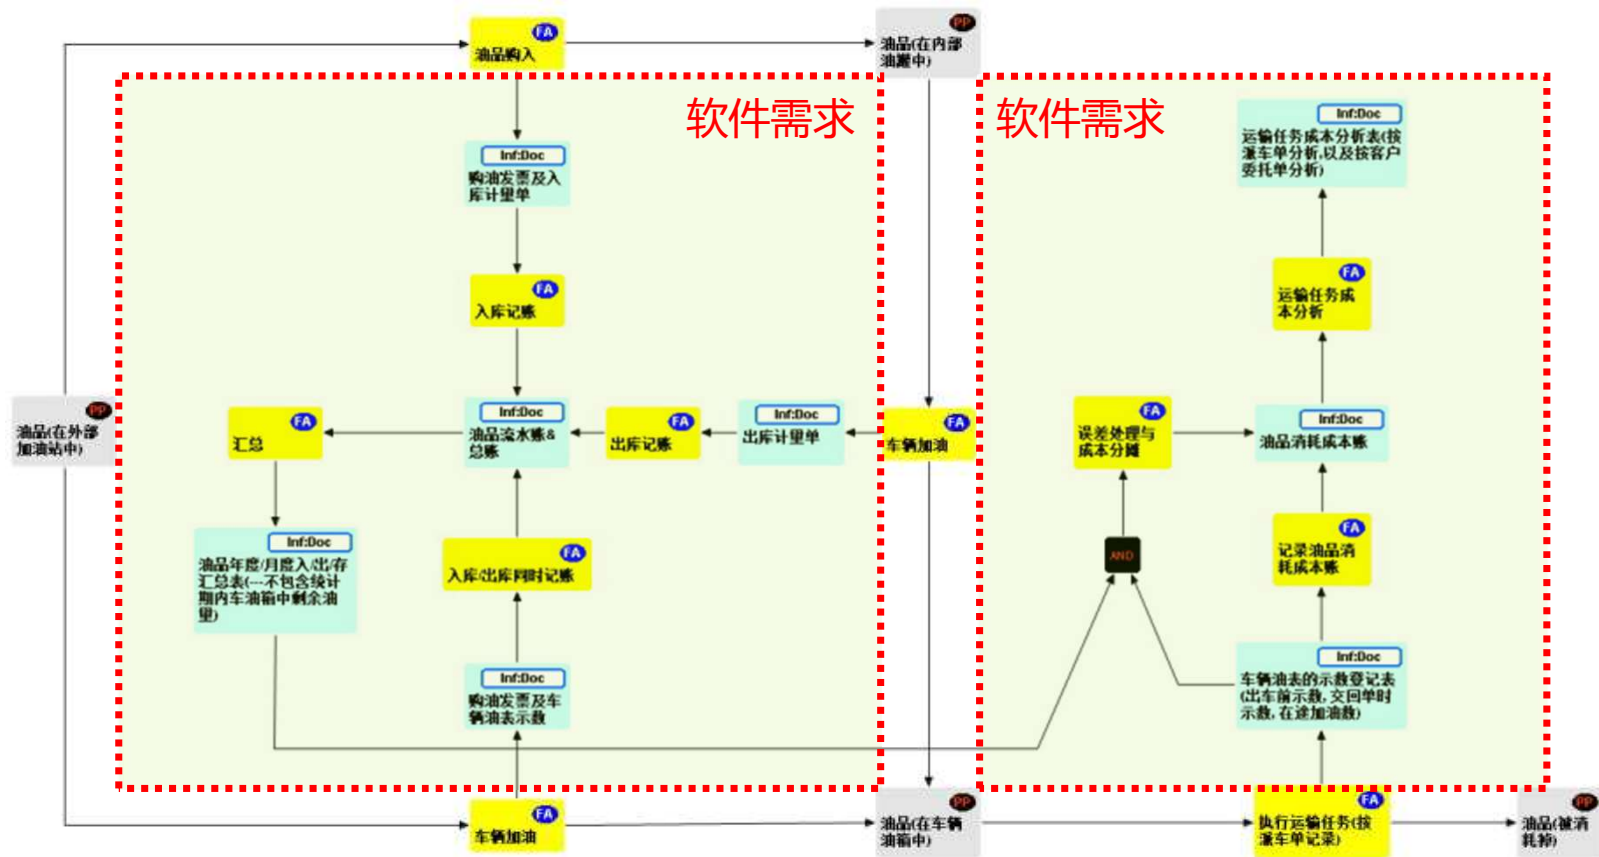 FA
油品购入
PP
油品(在内部
油罐中)
软件需求
软件需求
Inf:Doc
购油发票及入
库计量单
Inf:Doc
运输任务成本分析表(按
派车单分析,以及按客户
委托单分析)
FA
入库记账
FA
运输任务成
本分析
PP
油品(在外部
加油站中)
FA
汇总
Inf:Doc
油品流水账&
总账
FA
出库记账
Inf:Doc
出库计量单
FA
车辆加油
FA
误差处理与
成本分摊
Inf:Doc
油品消耗成本账
Inf:Doc
油品年度/月度入/出/存
汇总表(---不包含统计
期内车油箱中剩余油
量)
FA
入库/出库同时记账
AND
FA
记录油品消
耗成本账
Inf:Doc
购油发票及车
辆油表示数
Inf:Doc
车辆油表的示数登记表
(出车前示数,交回单时
示数,在途加油数)
FA
车辆加油
PP
油品(在车辆
油箱中)
FA
执行运输任务(按
派车单记录)
PP
油品(被消
耗掉)